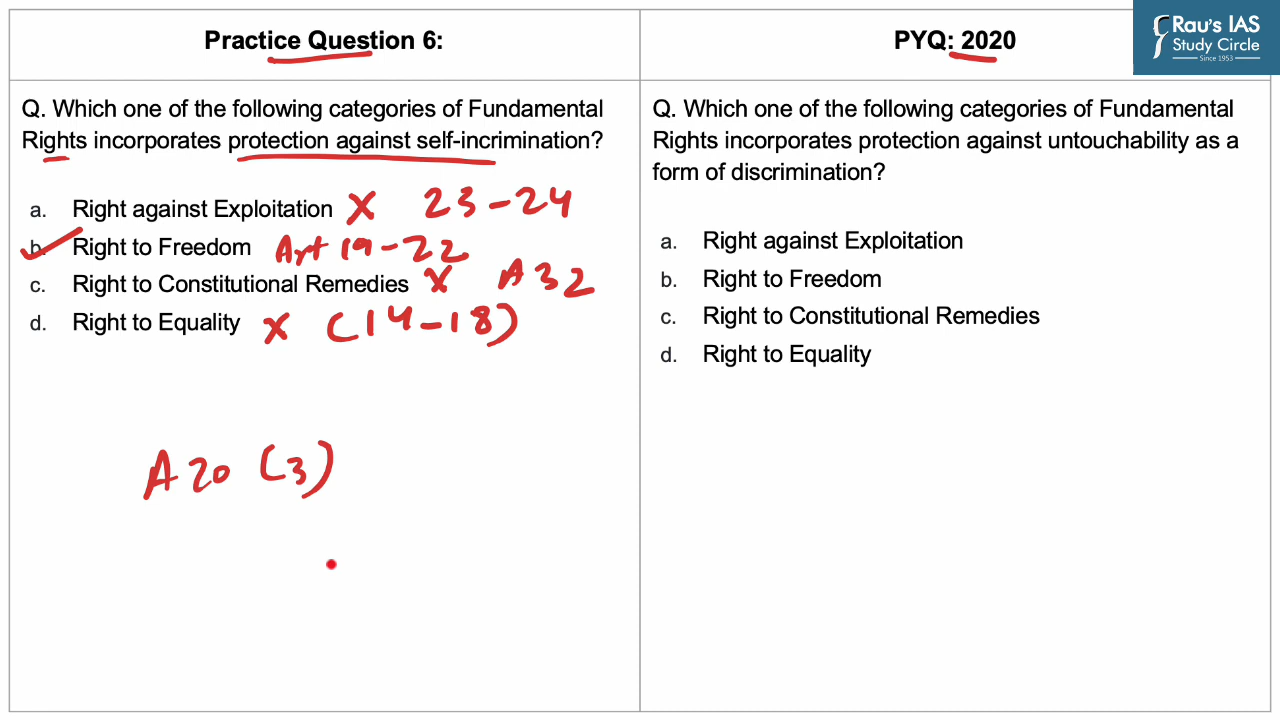 Practice Question 6:
Q. Which one of the following categories of Fundamental
Rights incorporates protection against self-incrimination?
a. Right against Exploitation X 23-24
b. Right to Freedom Art 19-22
c. Right to Constitutional Remedies X A32
d. Right to Equality X (14-18)
A20 (3)
PYQ: 2020
Rau's IAS
Study Circle
Since 1953
Q. Which one of the following categories of Fundamental
Rights incorporates protection against untouchability as a
form of discrimination?
a. Right against Exploitation
b. Right to Freedom
c. Right to Constitutional Remedies
d. Right to Equality